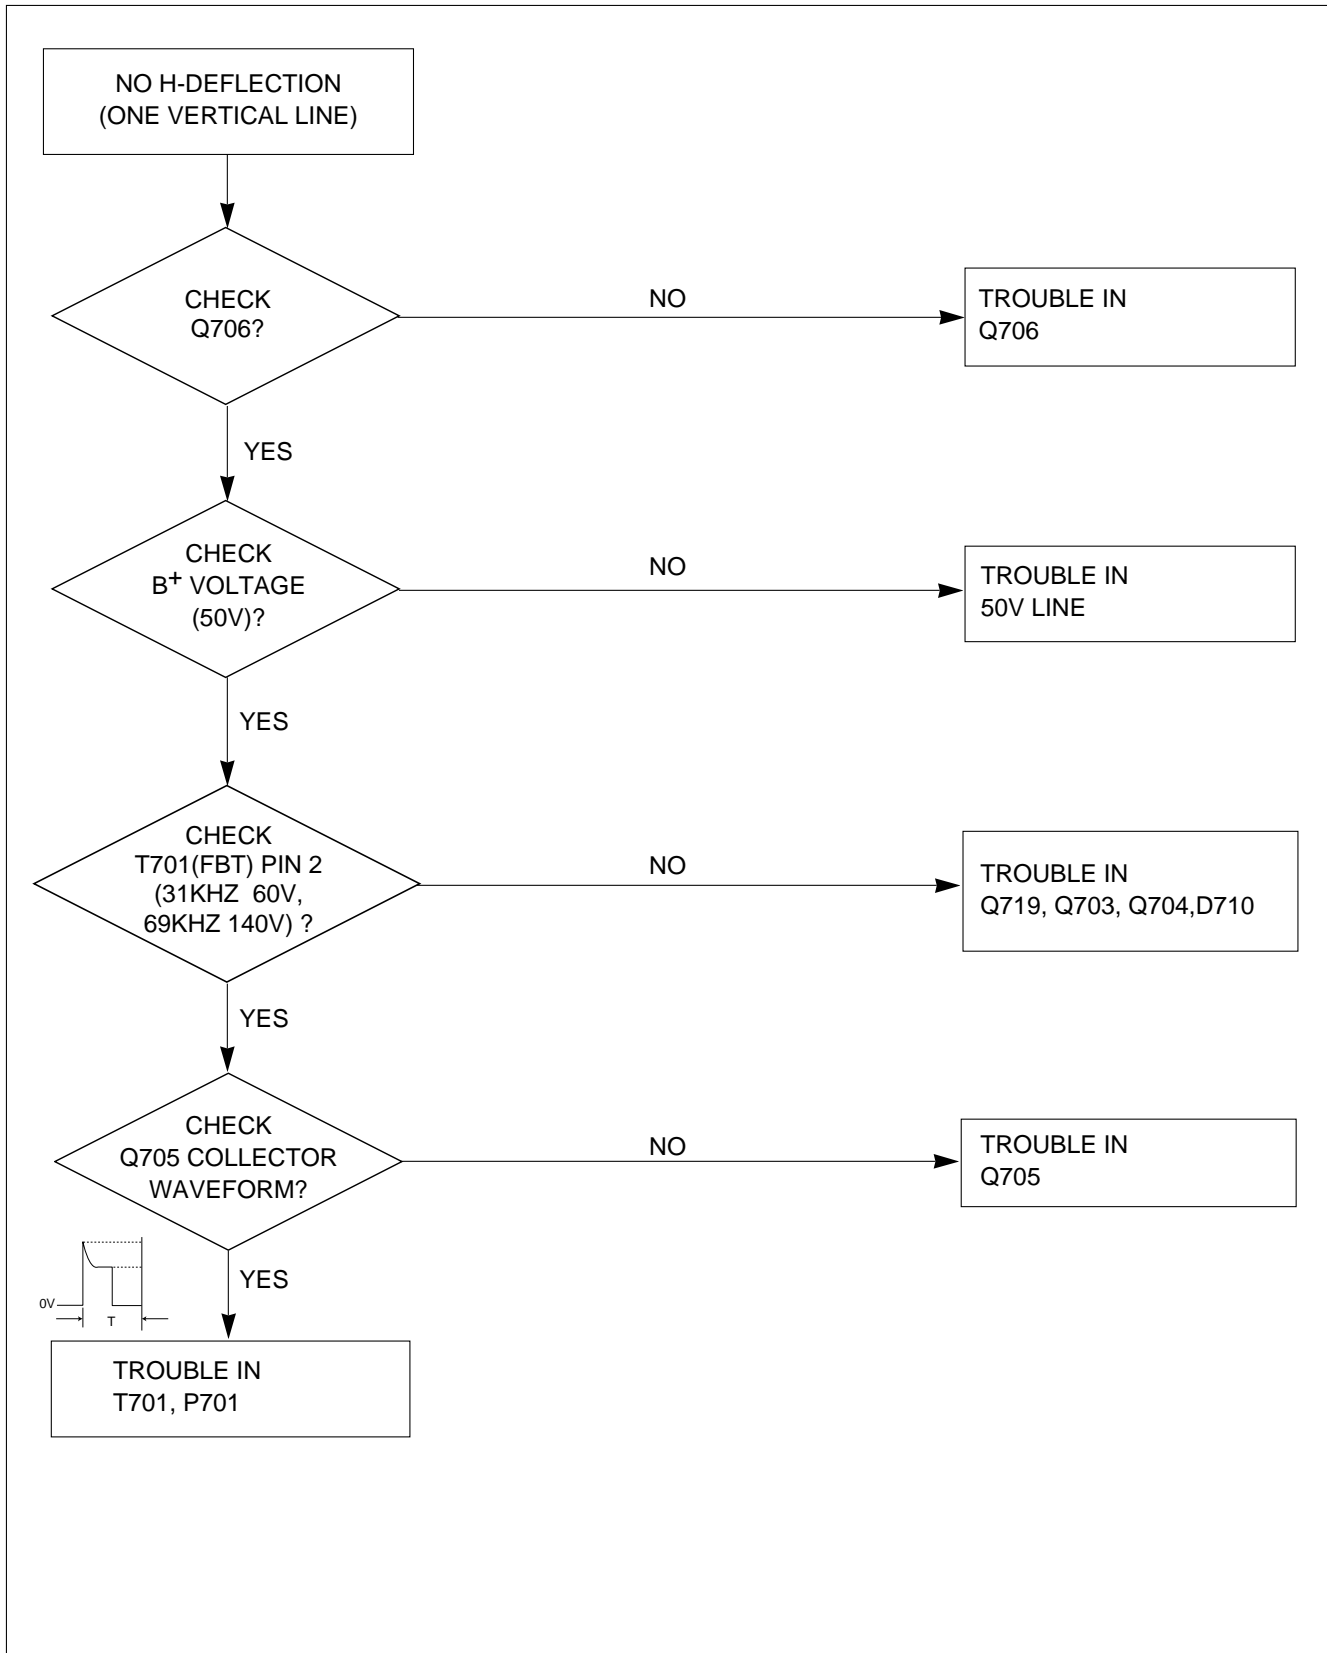 NO H-DEFLECTION
(ONE VERTICAL LINE)
CHECK
Q706?
NO
TROUBLE IN
Q706
YES
CHECK
B+ VOLTAGE
(50V)?
NO
TROUBLE IN
50V LINE
YES
CHECK
T701(FBT) PIN 2
(31KHZ 60V,
69KHZ 140V) ?
NO
TROUBLE IN
Q719, Q703, Q704,D710
YES
CHECK
Q705 COLLECTOR
WAVEFORM?
NO
TROUBLE IN
Q705
YES
0V
T
TROUBLE IN
T701, P701